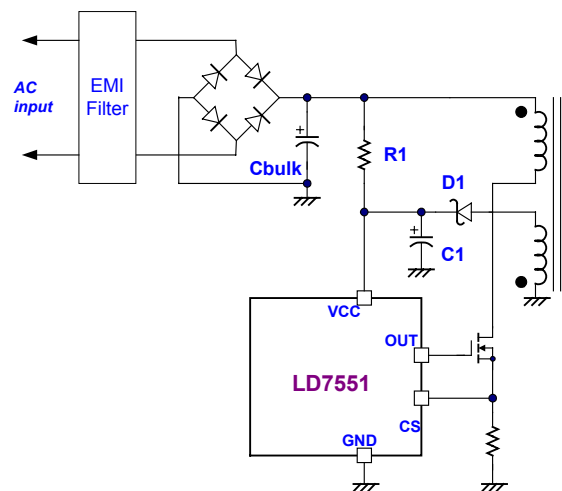 AC
input
EMI
Filter
+
Cbulk
R1
D1
+
C1
VCC
OUT
LD7551
CS
GND